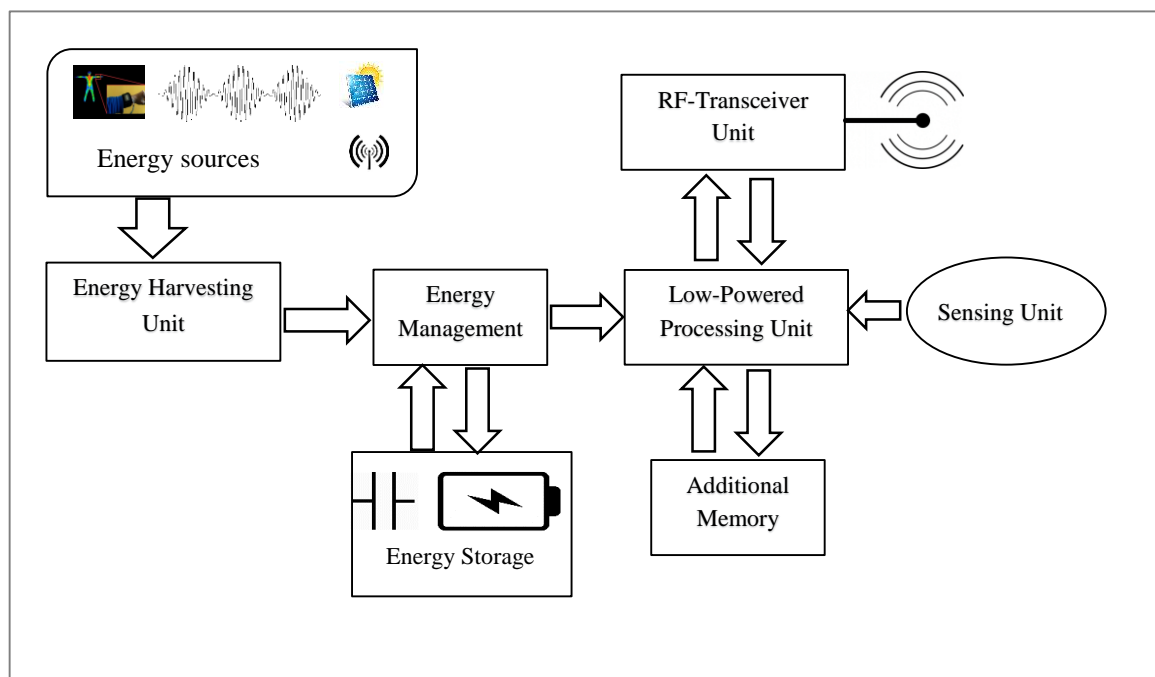 Energy sources
RF-Transceiver
Unit
Energy Harvesting
Unit
Energy
Management
Low-Powered
Processing Unit
Sensing Unit
Energy Storage
Additional
Memory